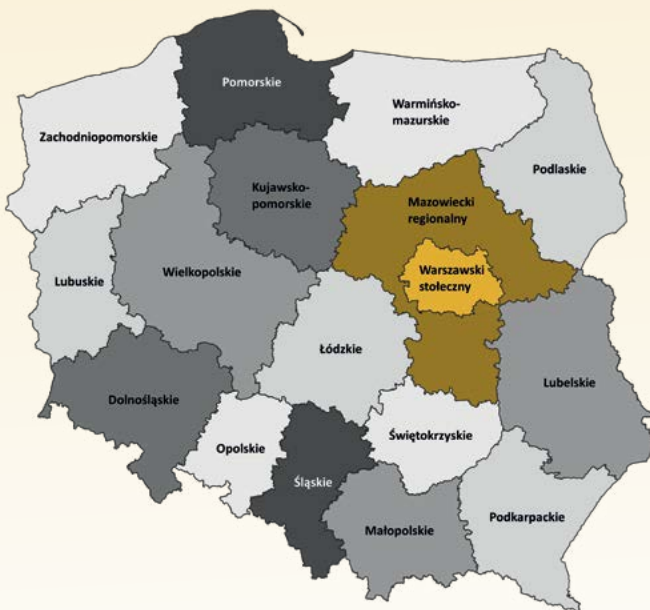 Pomorskie
Warmińsko-
mazurskie
Zachodniopomorskie
Podlaskie
Kujawsko-
pomorskie
Mazowiecki
regionalny
Warszawski
stołeczny
Wielkopolskie
Lubuskie
Łódzkie
Lubelskie
Dolnośląskie
Świętokrzyskie
Opolskie
Śląskie
Podkarpackie
Małopolskie